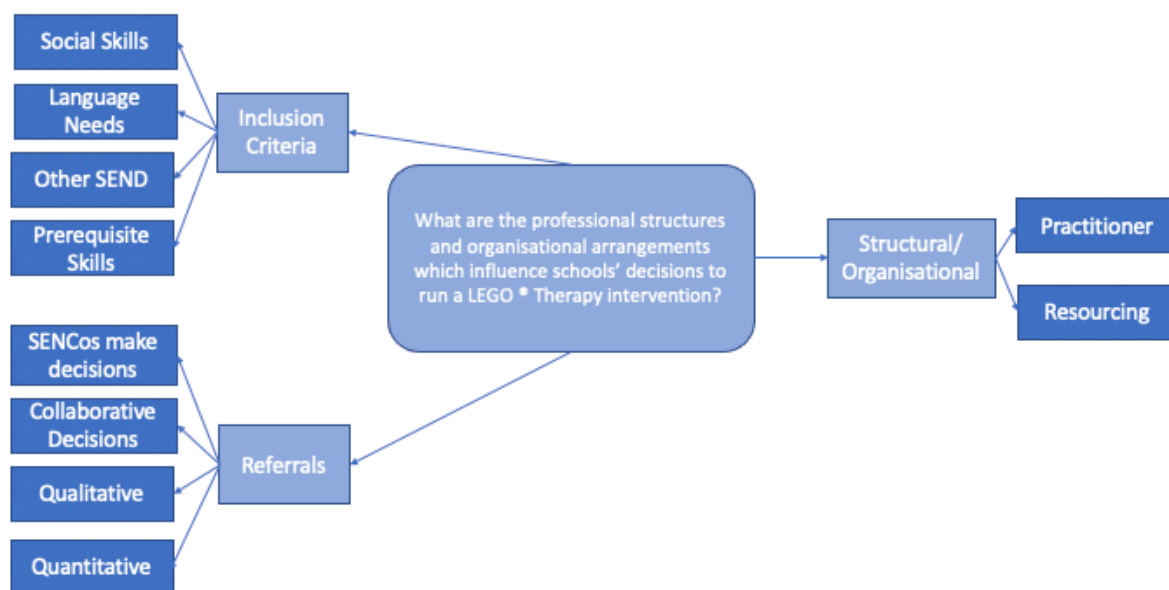 Social Skills
Language
Needs
Other SEND
Prerequisite
Skills
Inclusion
Criteria
What are the professional structures
and organisational arrangements
which influence schools' decisions to
run a LEGO ® Therapy intervention?
Structural/
Organisational
Practitioner
Resourcing
SENCos make
decisions
Collaborative
Decisions
Qualitative
Quantitative
Referrals